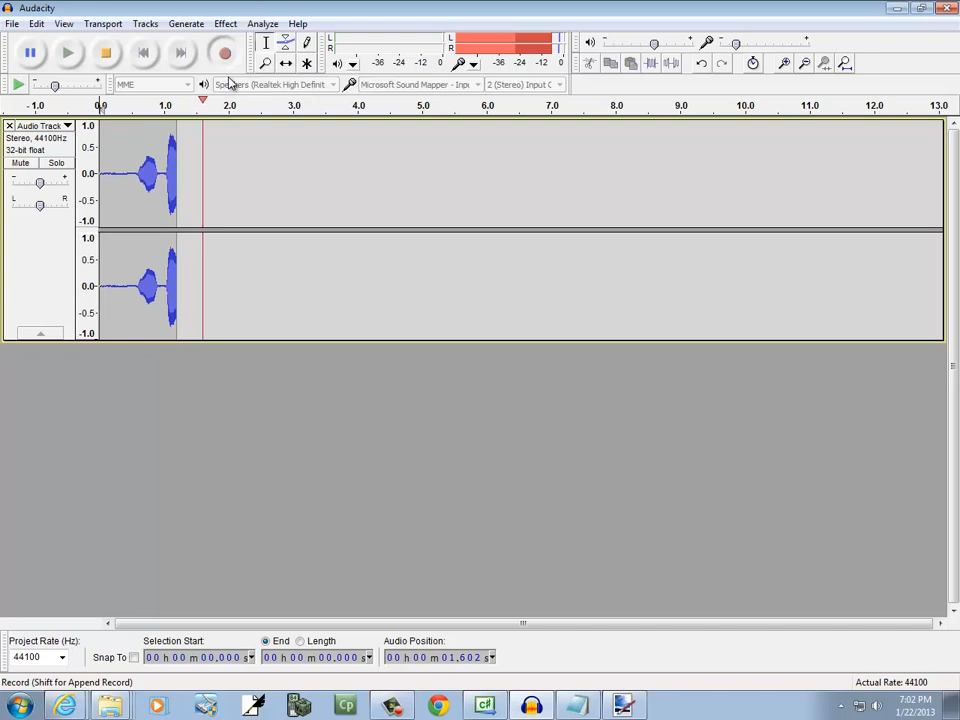 Audacity
File Edit View Transport Tracks Generate Effect Analyze Help
L
R
-36 -24 -12 0
L
R
-36 -24 -12 0
- +
- +
- +
MME
Speakers (Realtek High Definit
Microsoft Sound Mapper - Inpu
2 (Stereo) Input C
- 1.0 0.0 1.0 2.0 3.0 4.0 5.0 6.0 7.0 8.0 9.0 10.0 11.0 12.0 13.0
Audio Track
Stereo, 44100Hz
32-bit float
Mute Solo
- +
L R
1.0
0.5
0.0
-0.5
-1.0
1.0
0.5
0.0
-0.5
-1.0
Project Rate (Hz):
44100
Snap To
Selection Start:
00 h 00 m 00.000 s
End Length
00 h 00 m 00.000 s
Audio Position:
00 h 00 m 01.602 s
Record (Shift for Append Record)
Actual Rate: 44100
Cp
7:02 PM
1/22/2013